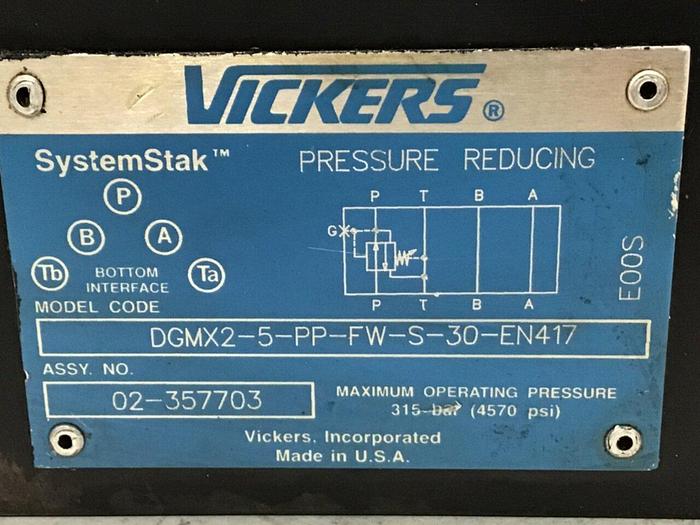 VICKERS®
SystemStak™ PRESSURE REDUCING
P
P T B A
B A
G
Tb BOTTOM INTERFACE Ta
P T B A
E00S
MODEL CODE
DGMX2-5-PP-FW-S-30-EN417
ASSY. NO.
02-357703
MAXIMUM OPERATING PRESSURE
315 bar (4570 psi)
Vickers, Incorporated
Made in U.S.A.